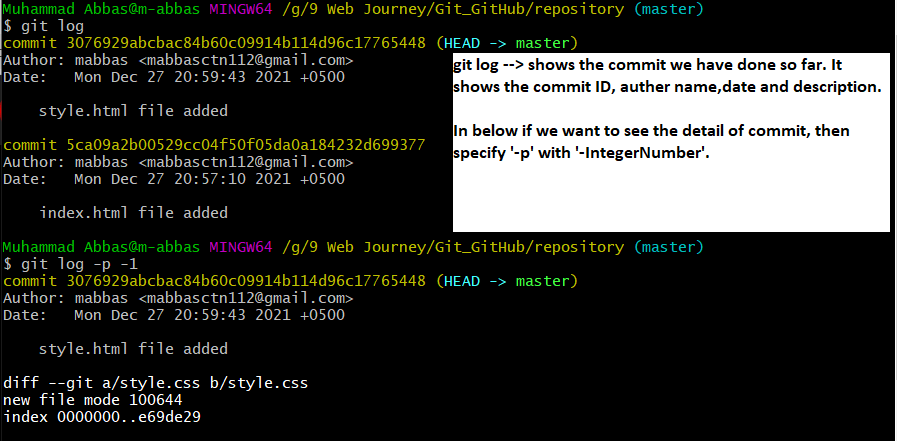 Muhammad Abbas@m-abbas MINGW64 /g/9 Web Journey/Git_GitHub/repository (master)
$ git log
commit 3076929abcbac84b60c09914b114d96c17765448 (HEAD -> master)
Author: mabbas <mabbasctn112@gmail.com>
Date:   Mon Dec 27 20:59:43 2021 +0500
    style.html file added
commit 5ca09a2b00529cc04f50f05da0a184232d699377
Author: mabbas <mabbasctn112@gmail.com>
Date:   Mon Dec 27 20:57:10 2021 +0500
    index.html file added
git log --> shows the commit we have done so far. It
shows the commit ID, auther name,date and description.
In below if we want to see the detail of commit, then
specify '-p' with '-IntegerNumber'.
Muhammad Abbas@m-abbas MINGW64 /g/9 Web Journey/Git_GitHub/repository (master)
$ git log -p -1
commit 3076929abcbac84b60c09914b114d96c17765448 (HEAD -> master)
Author: mabbas <mabbasctn112@gmail.com>
Date:   Mon Dec 27 20:59:43 2021 +0500
    style.html file added
diff --git a/style.css b/style.css
new file mode 100644
index 0000000..e69de29